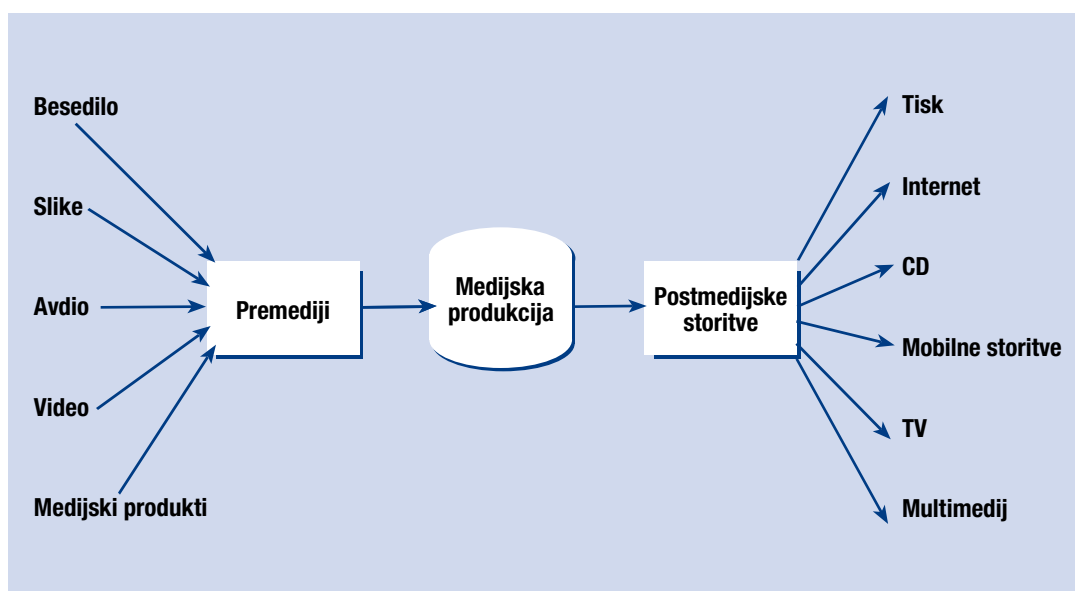 Besedilo
Slike
Avdio
Video
Medijski produkti
Premediji
Medijska
produkcija
Postmedijske
storitve
Tisk
Internet
CD
Mobilne storitve
TV
Multimedij